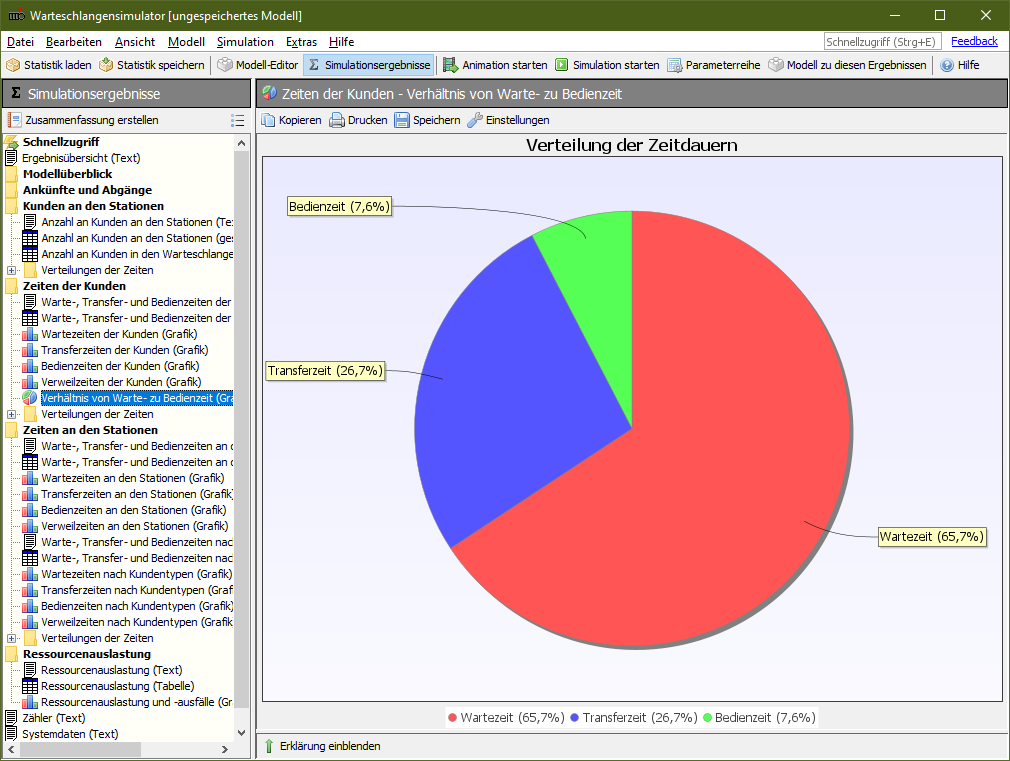 Warteschlangensimulator [ungespeichertes Modell]
Datei Bearbeiten Ansicht Modell Simulation Extras Hilfe Schnellzugriff (Strg+E) Feedback
Statistik laden Statistik speichern Modell-Editor Σ Simulationsergebnisse Animation starten Simulation starten Parameterreihe Modell zu diesen Ergebnissen Hilfe
Σ Simulationsergebnisse
Zusammenfassung erstellen
Schnellzugriff
Ergebnisübersicht (Text)
Modellüberblick
Ankünfte und Abgänge
Kunden an den Stationen
Anzahl an Kunden an den Stationen (Te
Anzahl an Kunden an den Stationen (ge
Anzahl an Kunden in den Warteschlange
Verteilungen der Zeiten
Zeiten der Kunden
Warte-, Transfer- und Bedienzeiten der
Warte-, Transfer- und Bedienzeiten der
Wartezeiten der Kunden (Grafik)
Transferzeiten der Kunden (Grafik)
Bedienzeiten der Kunden (Grafik)
Verweilzeiten der Kunden (Grafik)
Verhältnis von Warte- zu Bedienzeit (Gra
Verteilungen der Zeiten
Zeiten an den Stationen
Warte-, Transfer- und Bedienzeiten an d
Warte-, Transfer- und Bedienzeiten an d
Wartezeiten an den Stationen (Grafik)
Transferzeiten an den Stationen (Grafik)
Bedienzeiten an den Stationen (Grafik)
Verweilzeiten an den Stationen (Grafik)
Warte-, Transfer- und Bedienzeiten nach
Warte-, Transfer- und Bedienzeiten nach
Wartezeiten nach Kundentypen (Grafik)
Transferzeiten nach Kundentypen (Graf
Bedienzeiten nach Kundentypen (Grafik)
Verweilzeiten nach Kundentypen (Grafik
Verteilungen der Zeiten
Ressourcenauslastung
Ressourcenauslastung (Text)
Ressourcenauslastung (Tabelle)
Ressourcenauslastung und -ausfälle (Gr
Zähler (Text)
Systemdaten (Text)
Zeiten der Kunden - Verhältnis von Warte- zu Bedienzeit
Kopieren Drucken Speichern Einstellungen
Verteilung der Zeitdauern
Bedienzeit (7,6%)
Transferzeit (26,7%)
Wartezeit (65,7%)
Wartezeit (65,7%) Transferzeit (26,7%) Bedienzeit (7,6%)
Erklärung einblenden